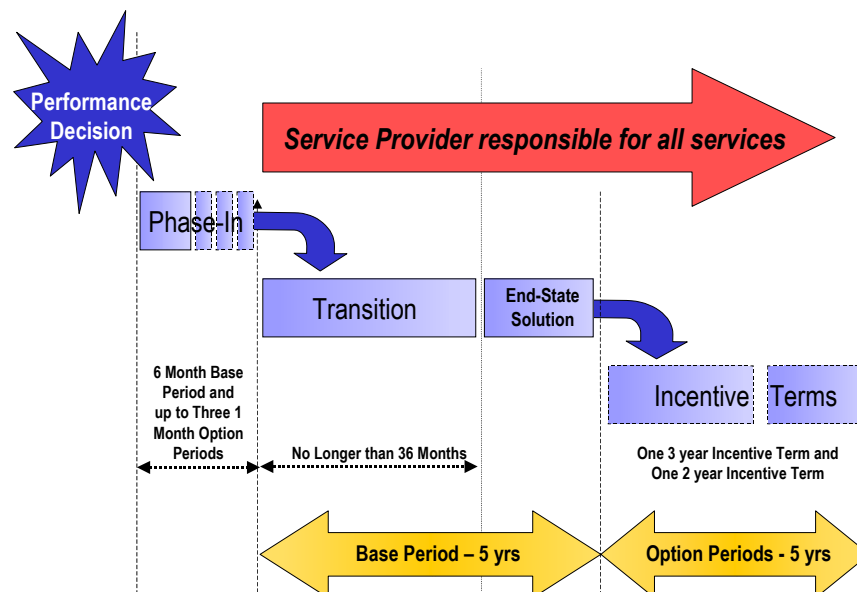 Performance
Decision
Service Provider responsible for all services
Phase-In
Transition
End-State
Solution
Incentive Terms
6 Month Base
Period and
up to Three 1
Month Option
Periods
No Longer than 36 Months
One 3 year Incentive Term and
One 2 year Incentive Term
Base Period – 5 yrs
Option Periods - 5 yrs